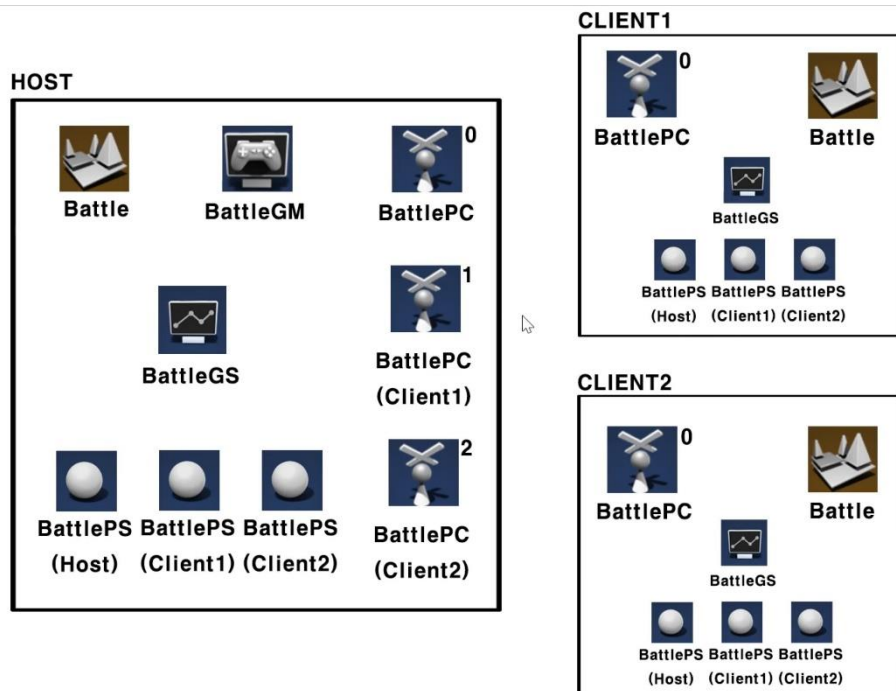 HOST
0
Battle BattleGM BattlePC
1
BattleGS BattlePC
(Client1)
2
BattlePS BattlePS BattlePS BattlePC
(Host) (Client1) (Client2) (Client2)
CLIENT1
0
BattlePC Battle
BattleGS
BattlePS BattlePS BattlePS
(Host) (Client1) (Client2)
CLIENT2
0
BattlePC Battle
BattleGS
BattlePS BattlePS BattlePS
(Host) (Client1) (Client2)